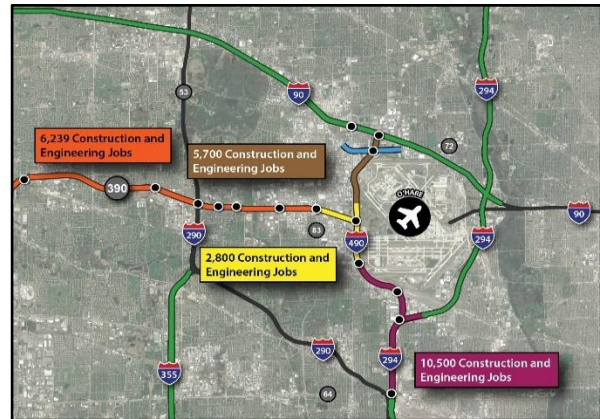 53
90
294
6,239 Construction and
Engineering Jobs
5,700 Construction and
Engineering Jobs
72
390
O'HARE
90
290
83
490
294
2,800 Construction and
Engineering Jobs
290
294
10,500 Construction and
Engineering Jobs
355
64